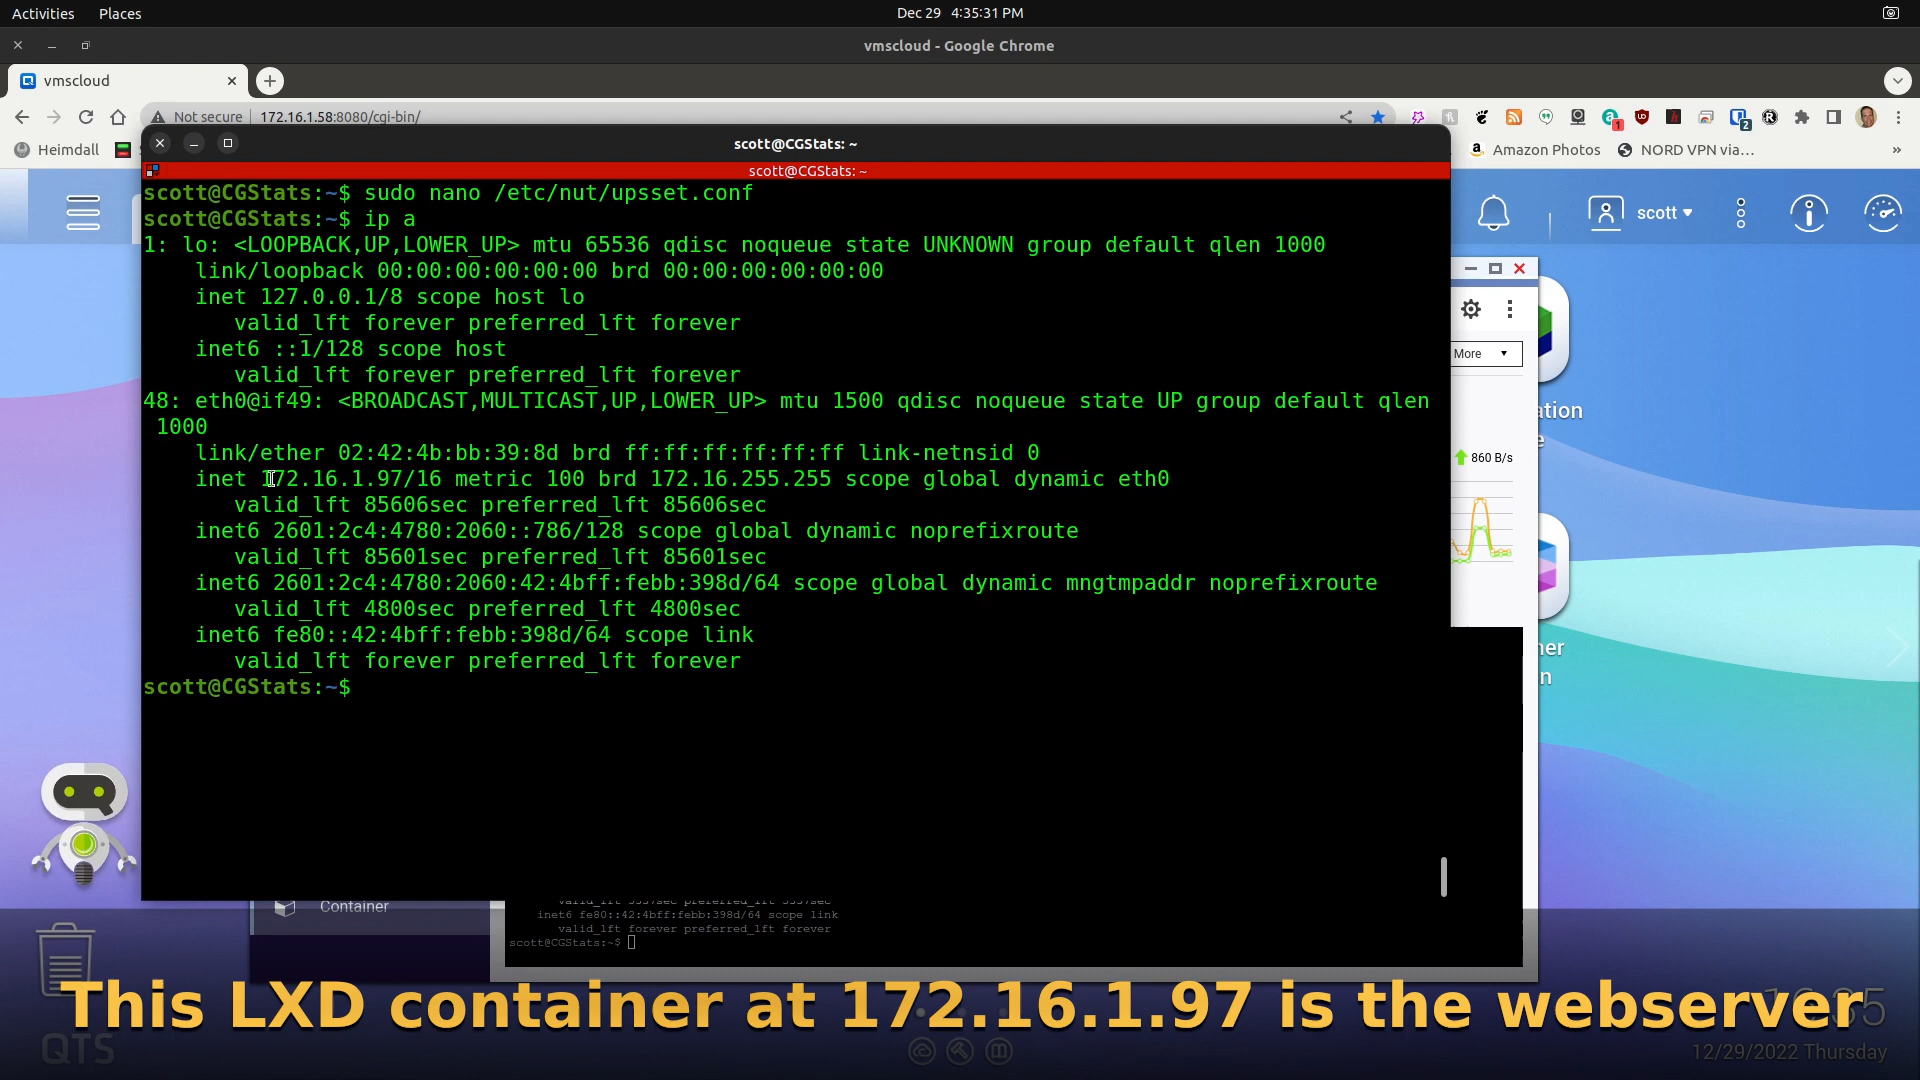 Activities Places Dec 29 4:35:31 PM
vmscloud - Google Chrome
vmscloud
Not secure 172.16.1.58:8080/cgi-bin/
Heimdall Amazon Photos NORD VPN via… »
scott@CGStats: ~
scott@CGStats: ~
scott
scott@CGStats:~$ sudo nano /etc/nut/upsset.conf
scott@CGStats:~$ ip a
1: lo: <LOOPBACK,UP,LOWER_UP> mtu 65536 qdisc noqueue state UNKNOWN group default qlen 1000
link/loopback 00:00:00:00:00:00 brd 00:00:00:00:00:00
inet 127.0.0.1/8 scope host lo
valid_lft forever preferred_lft forever
inet6 ::1/128 scope host
valid_lft forever preferred_lft forever
48: eth0@if49: <BROADCAST,MULTICAST,UP,LOWER_UP> mtu 1500 qdisc noqueue state UP group default qlen
1000
link/ether 02:42:4b:bb:39:8d brd ff:ff:ff:ff:ff:ff link-netnsid 0
inet 172.16.1.97/16 metric 100 brd 172.16.255.255 scope global dynamic eth0
valid_lft 85606sec preferred_lft 85606sec
inet6 2601:2c4:4780:2060::786/128 scope global dynamic noprefixroute
valid_lft 85601sec preferred_lft 85601sec
inet6 2601:2c4:4780:2060:42:4bff:febb:398d/64 scope global dynamic mngtmpaddr noprefixroute
valid_lft 4800sec preferred_lft 4800sec
inet6 fe80::42:4bff:febb:398d/64 scope link
valid_lft forever preferred_lft forever
scott@CGStats:~$
More
ation
e
860 B/s
ner
n
Container
inet6 fe80::42:4bff:febb:398d/64 scope link
valid_lft forever preferred_lft forever
scott@CGStats:~$
This LXD container at 172.16.1.97 is the webserver
16:35
QTS
12/29/2022 Thursday